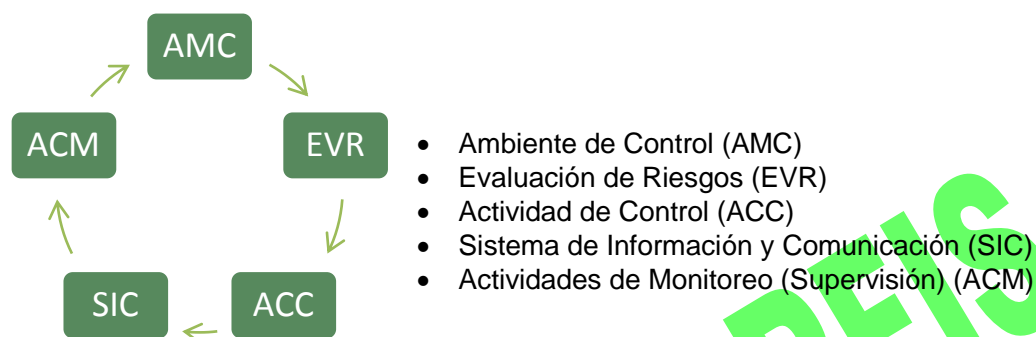 AMC
ACM
EVR
SIC
ACC
• Ambiente de Control (AMC)
• Evaluación de Riesgos (EVR)
• Actividad de Control (ACC)
• Sistema de Información y Comunicación (SIC)
• Actividades de Monitoreo (Supervisión) (ACM)